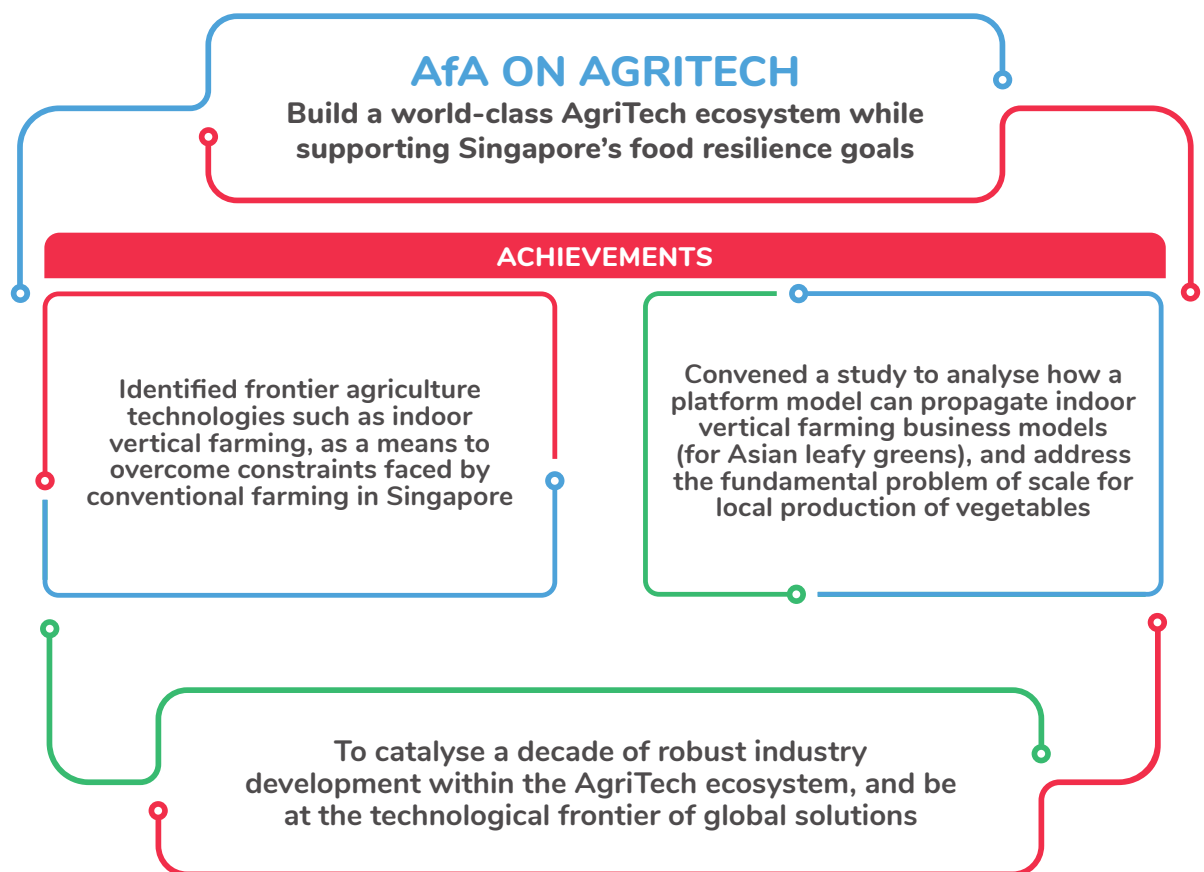 AfA ON AGRITECH
Build a world-class AgriTech ecosystem while
supporting Singapore’s food resilience goals
ACHIEVEMENTS
Identified frontier agriculture
technologies such as indoor
vertical farming, as a means to
overcome constraints faced by
conventional farming in Singapore
Convened a study to analyse how a
platform model can propagate indoor
vertical farming business models
(for Asian leafy greens), and address
the fundamental problem of scale for
local production of vegetables
To catalyse a decade of robust industry
development within the AgriTech ecosystem, and be
at the technological frontier of global solutions